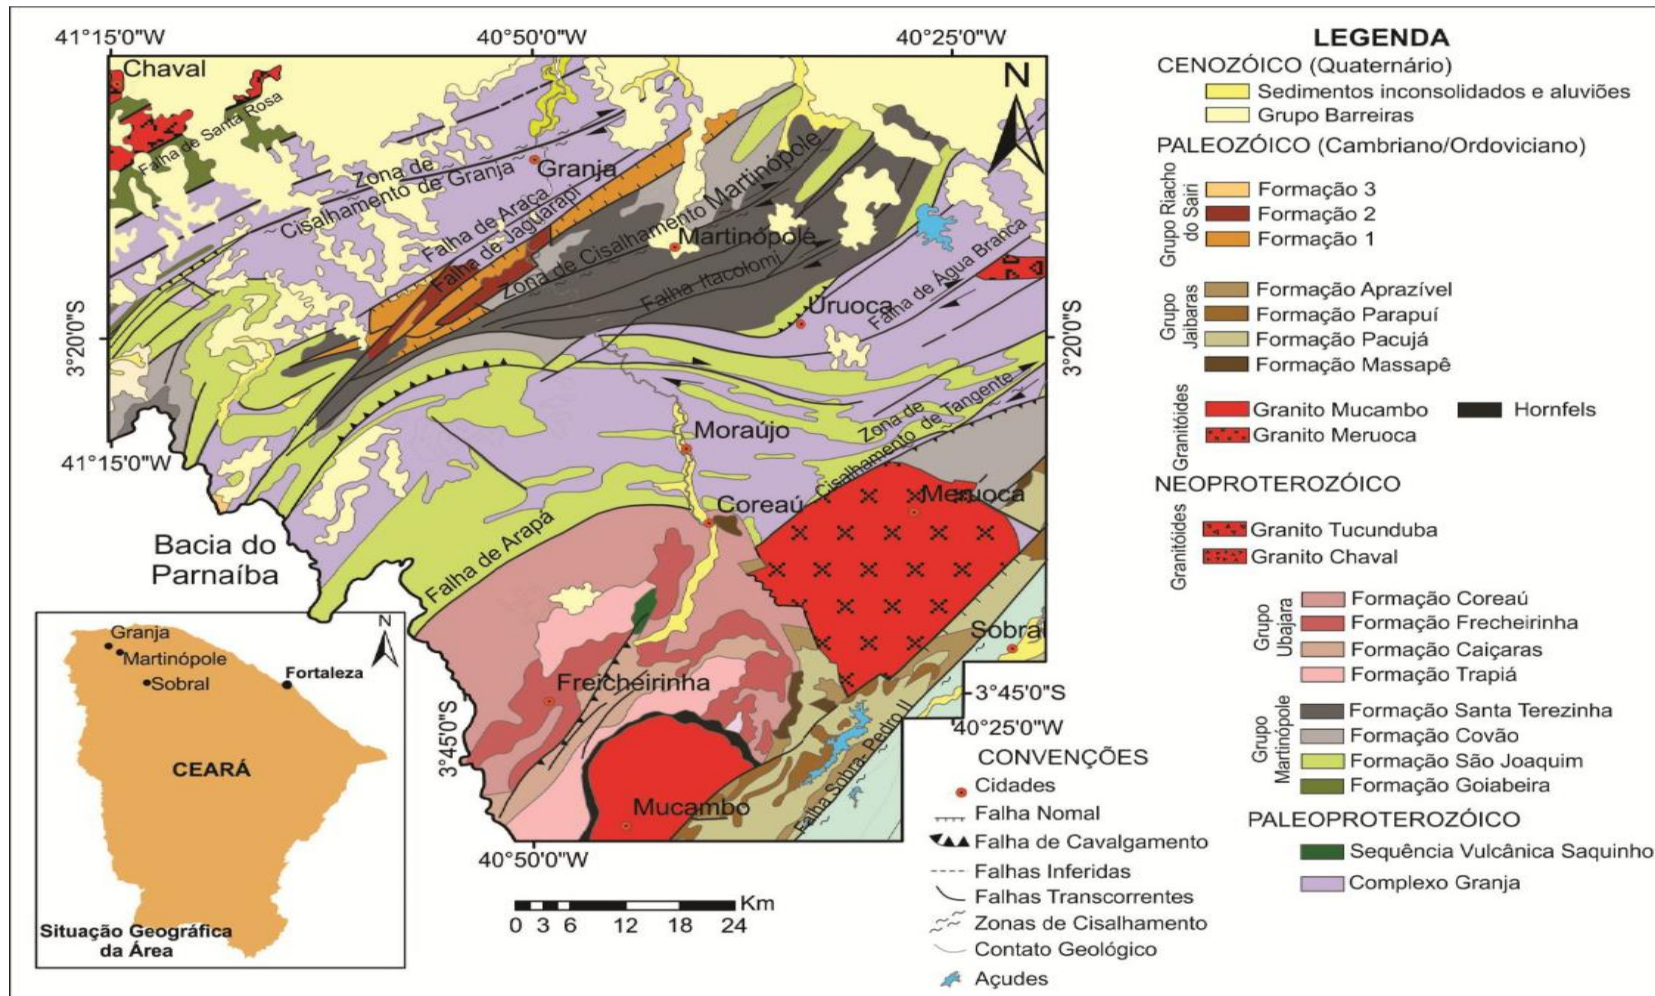 41°15'0"W
40°50'0"W
40°25'0"W
Chaval
Falha de Santa Rosa
Zona de
Cisalhamento de Granja
Granja
N
Falha de Araçá
Falha de Jaguarapi
Zona de Cisalhamento Martinópole
Martinópole
Falha Itacolomi
Uruoca
Falha de Água Branca
3°20'0"S
3°20'0"S
Zona de
Cisalhamento de Tangente
41°15'0"W
Moraújo
Coreaú
Meruoca
Falha de Arapá
Bacia do
Parnaíba
Sobral
Freicheirinha
3°45'0"S
3°45'0"S
40°25'0"W
Mucambo
Falha Sobra- Pedro II
40°50'0"W
Km
0 3 6 12 18 24
N
Granja
Martinópole
Sobral
Fortaleza
CEARÁ
Situação Geográfica
da Área
CONVENÇÕES
Cidades
Falha Nomal
Falha de Cavalgamento
Falhas Inferidas
Falhas Transcorrentes
Zonas de Cisalhamento
Contato Geológico
Açudes
LEGENDA
CENOZÓICO (Quaternário)
Sedimentos inconsolidados e aluviões
Grupo Barreiras
PALEOZÓICO (Cambriano/Ordoviciano)
Grupo Riacho
do Sairi
Formação 3
Formação 2
Formação 1
Grupo
Jaibaras
Formação Aprazível
Formação Parapuí
Formação Pacujá
Formação Massapê
Granitóides
Granito Mucambo
Hornfels
Granito Meruoca
NEOPROTEROZÓICO
Granitóides
Granito Tucunduba
Granito Chaval
Grupo
Ubajara
Formação Coreaú
Formação Frecheirinha
Formação Caiçaras
Formação Trapiá
Grupo
Martinópole
Formação Santa Terezinha
Formação Covão
Formação São Joaquim
Formação Goiabeira
PALEOPROTEROZÓICO
Sequência Vulcânica Saquinho
Complexo Granja